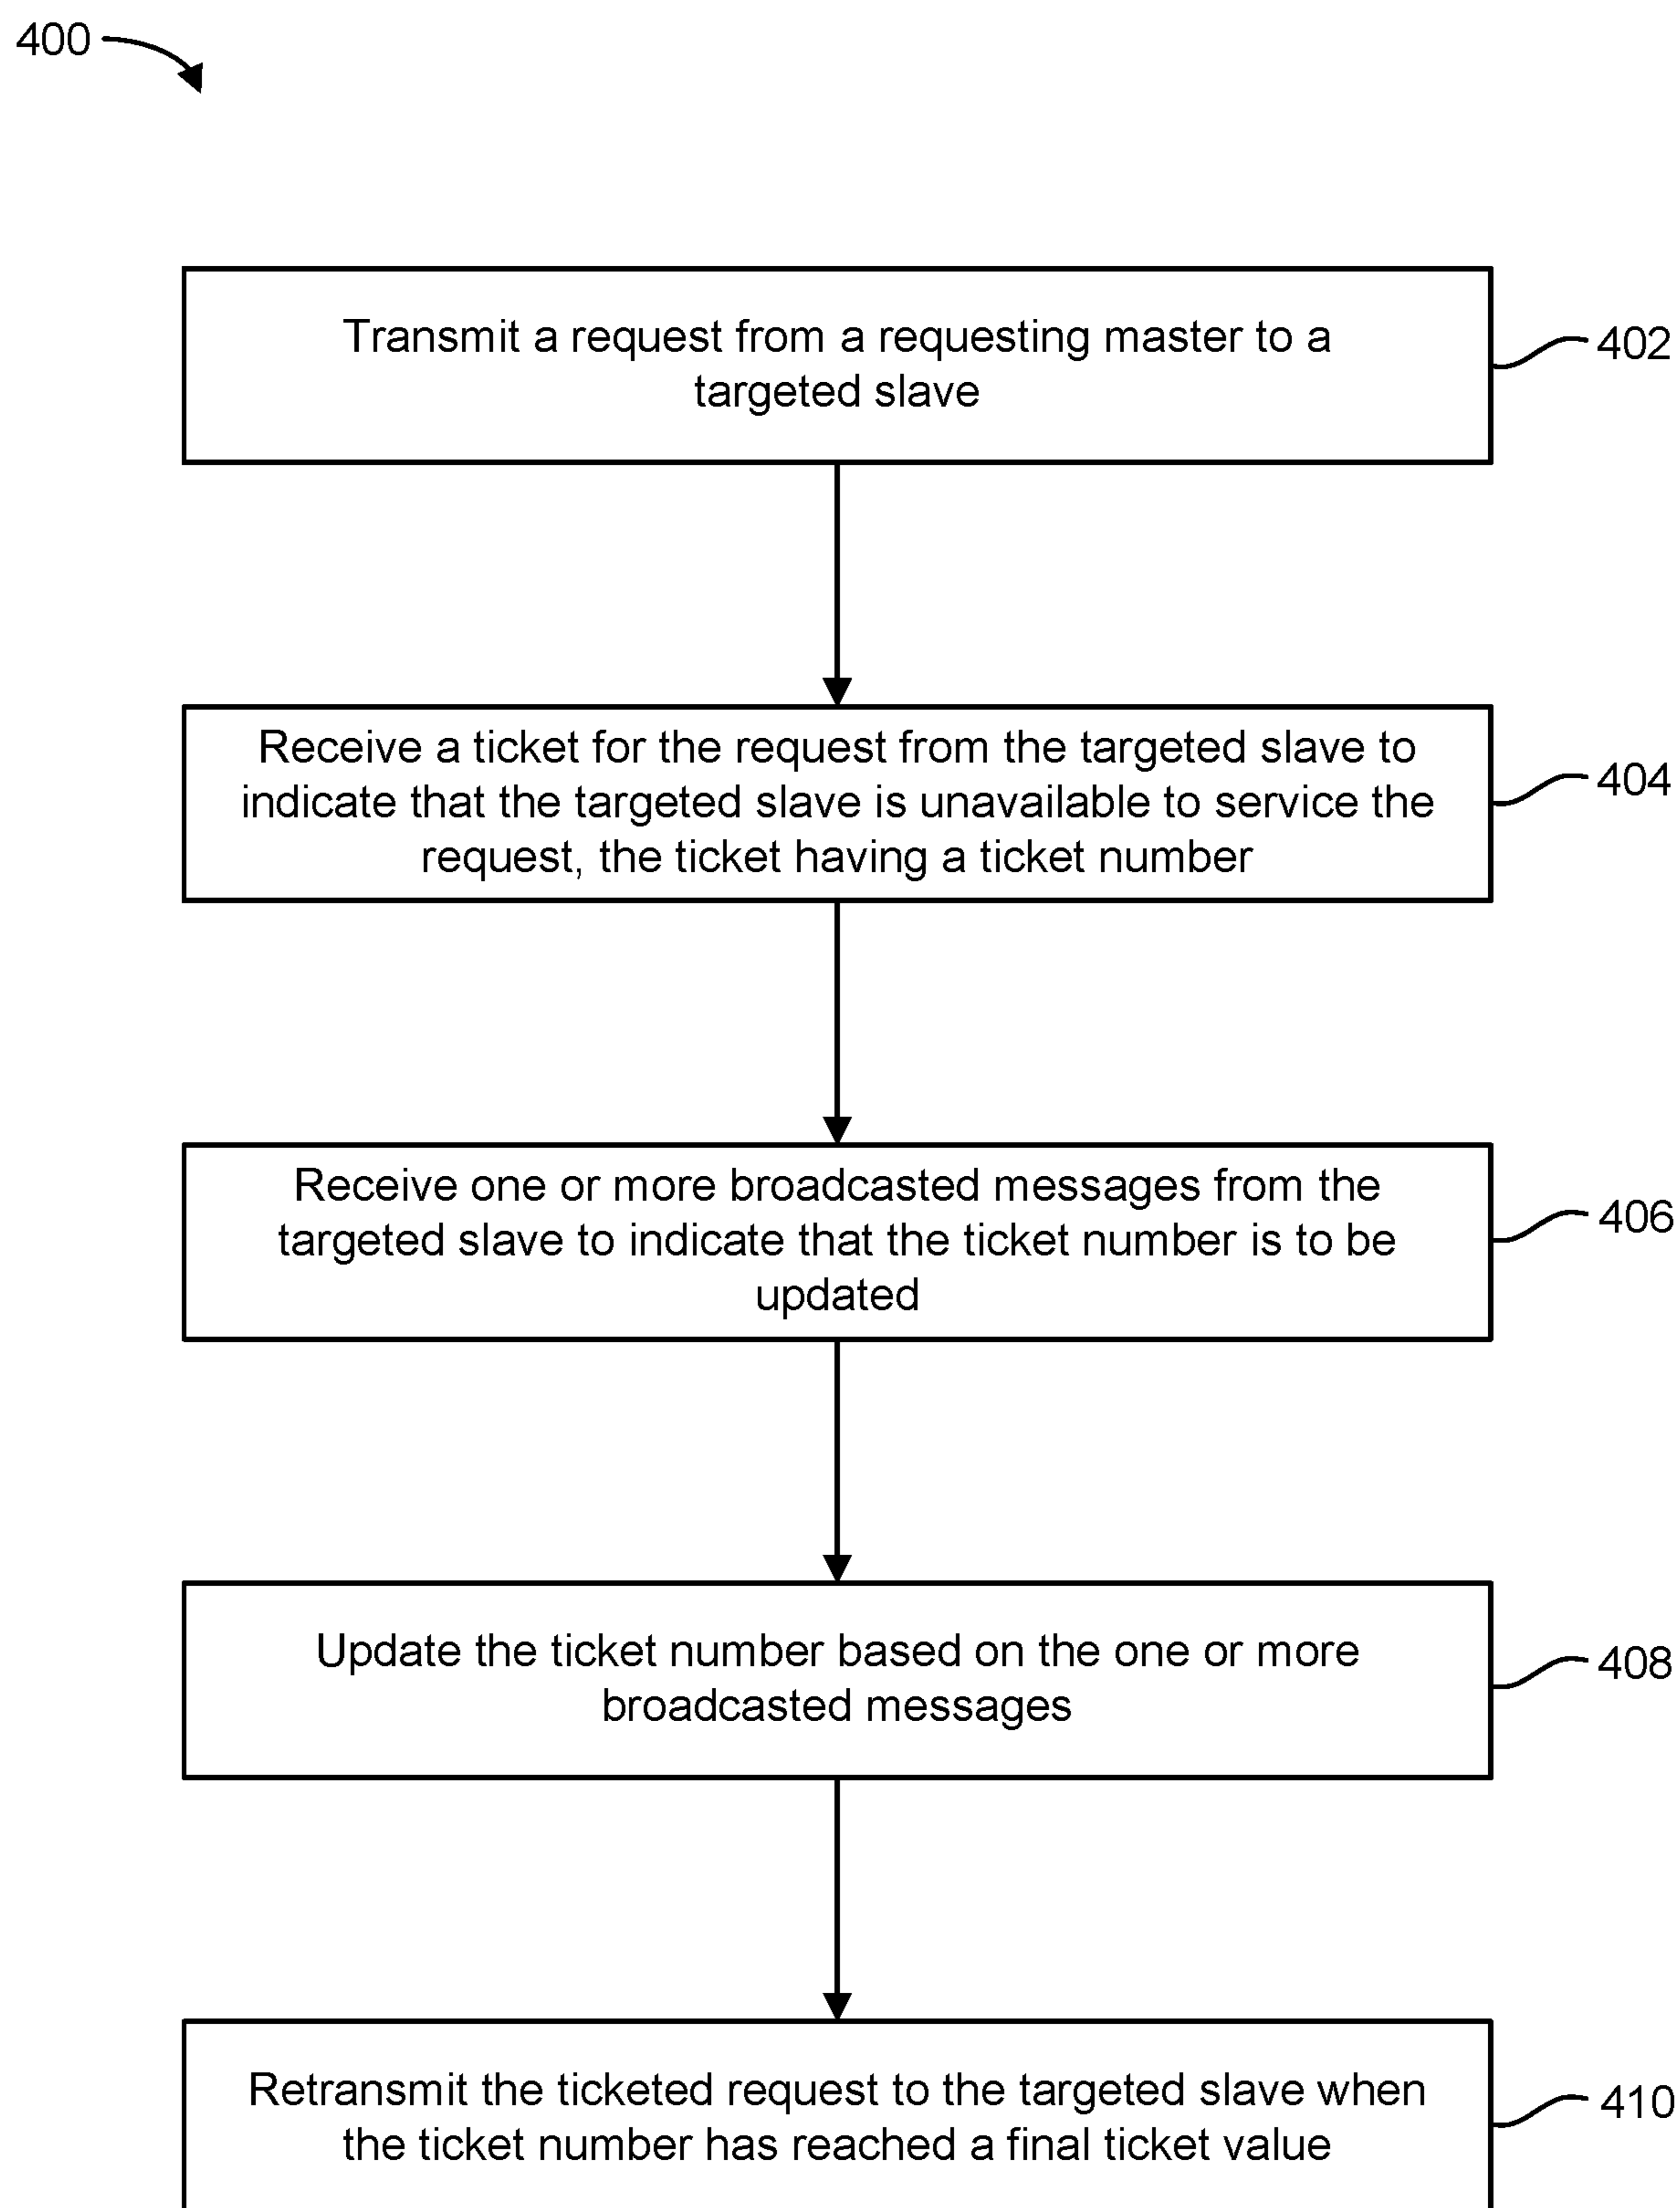 400
Transmit a request from a requesting master to a
targeted slave
402
Receive a ticket for the request from the targeted slave to
indicate that the targeted slave is unavailable to service the
request, the ticket having a ticket number
404
Receive one or more broadcasted messages from the
targeted slave to indicate that the ticket number is to be
updated
406
Update the ticket number based on the one or more
broadcasted messages
408
Retransmit the ticketed request to the targeted slave when
the ticket number has reached a final ticket value
410